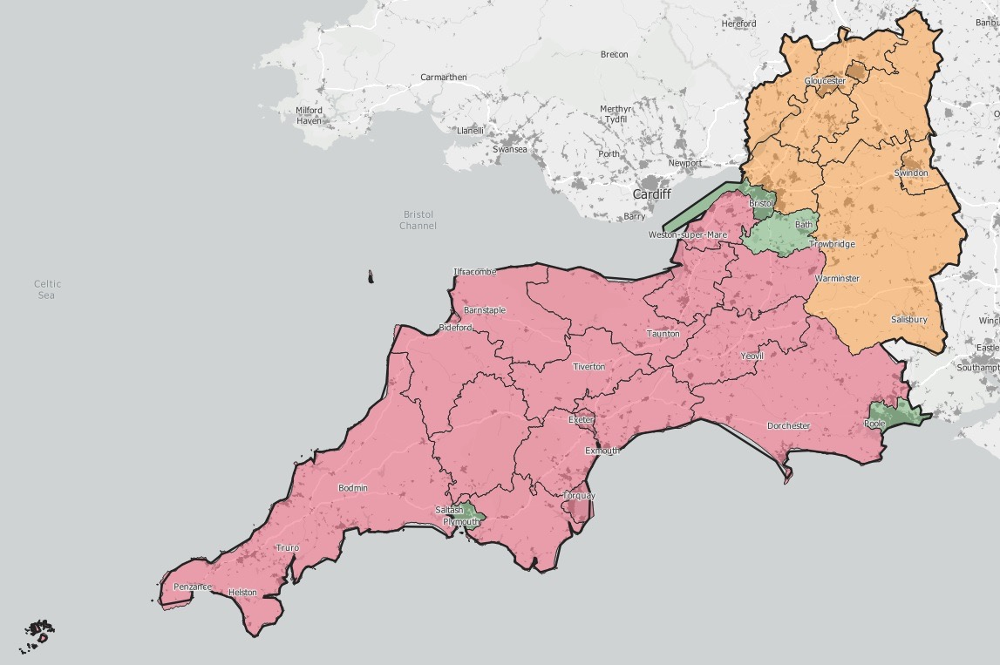 Hereford
Banbu
Brecon
Carmarthen
Gloucester
Milford
Haven
Merthyr
Tydfil
Llanelli
Swansea
Porth
Newport
Swindon
Cardiff
Bristol
Barry
Bristol
Channel
Bath
Weston-super-Mare
Trowbridge
Ilfracombe
Warminster
Celtic
Sea
Barnstaple
Salisbury
Winc
Bideford
Taunton
Eastle
Yeovil
Tiverton
Southampt
Exeter
Poole
Dorchester
Exmouth
Bodmin
Torquay
Saltash
Plymouth
Truro
Penzance
Helston